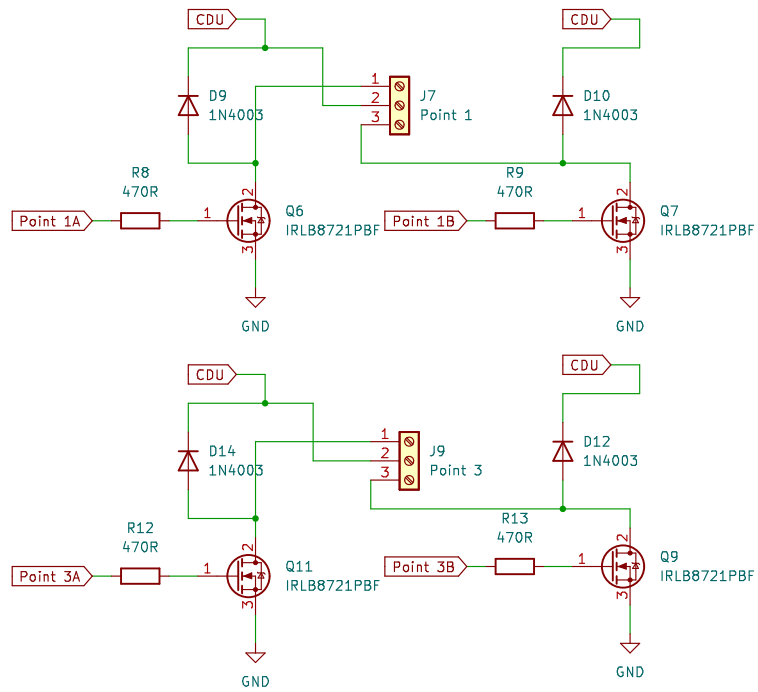 CDU
CDU
D9
1N4003
1
2
3
J7
Point 1
D10
1N4003
R8
470R
R9
470R
Point 1A
1
2
3
Q6
IRLB8721PBF
Point 1B
1
2
3
Q7
IRLB8721PBF
GND
GND
CDU
CDU
D14
1N4003
1
2
3
J9
Point 3
D12
1N4003
R12
470R
R13
470R
Point 3A
1
2
3
Q11
IRLB8721PBF
Point 3B
1
2
3
Q9
IRLB8721PBF
GND
GND